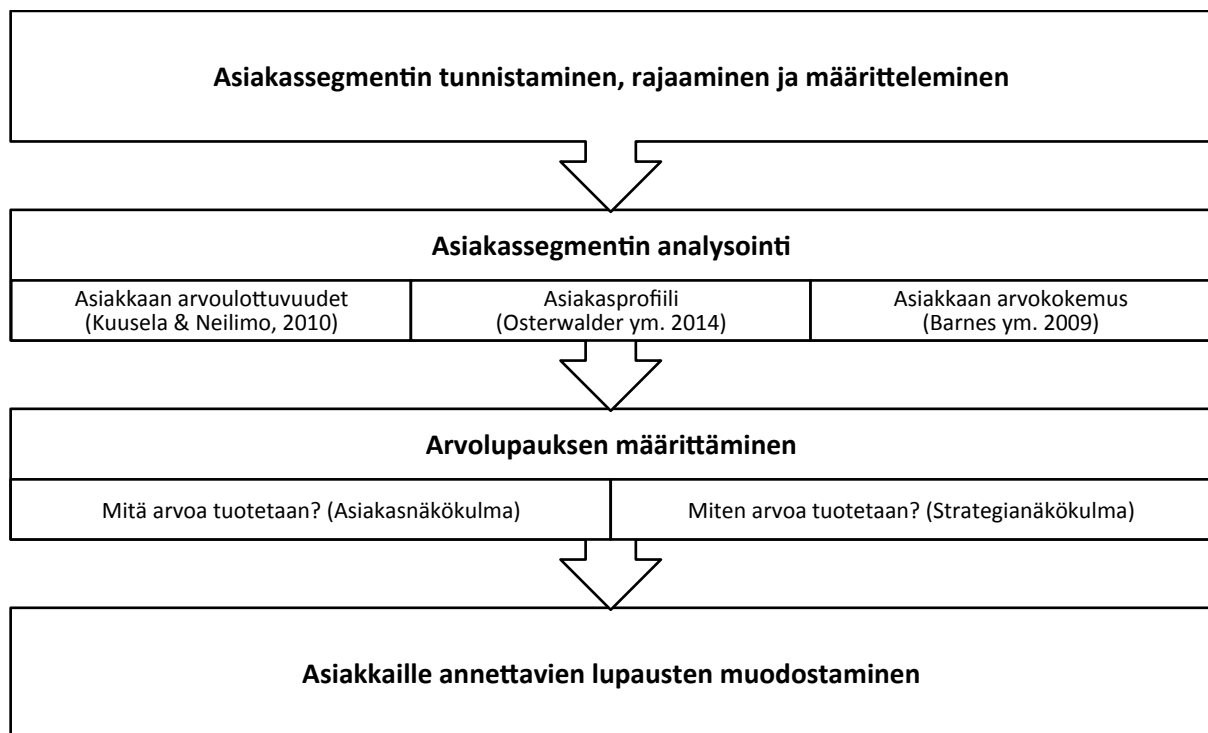 Asiakassegmentin tunnistaminen, rajaaminen ja määritteleminen
Asiakassegmentin analysointi
Asiakkaan arvoulottuvuudet
(Kuusela & Neilimo, 2010)
Asiakasprofiili
(Osterwalder ym. 2014)
Asiakkaan arvokokemus
(Barnes ym. 2009)
Arvolupauksen määrittäminen
Mitä arvoa tuotetaan? (Asiakasnäkökulma)
Miten arvoa tuotetaan? (Strategianäkökulma)
Asiakkaille annettavien lupausten muodostaminen